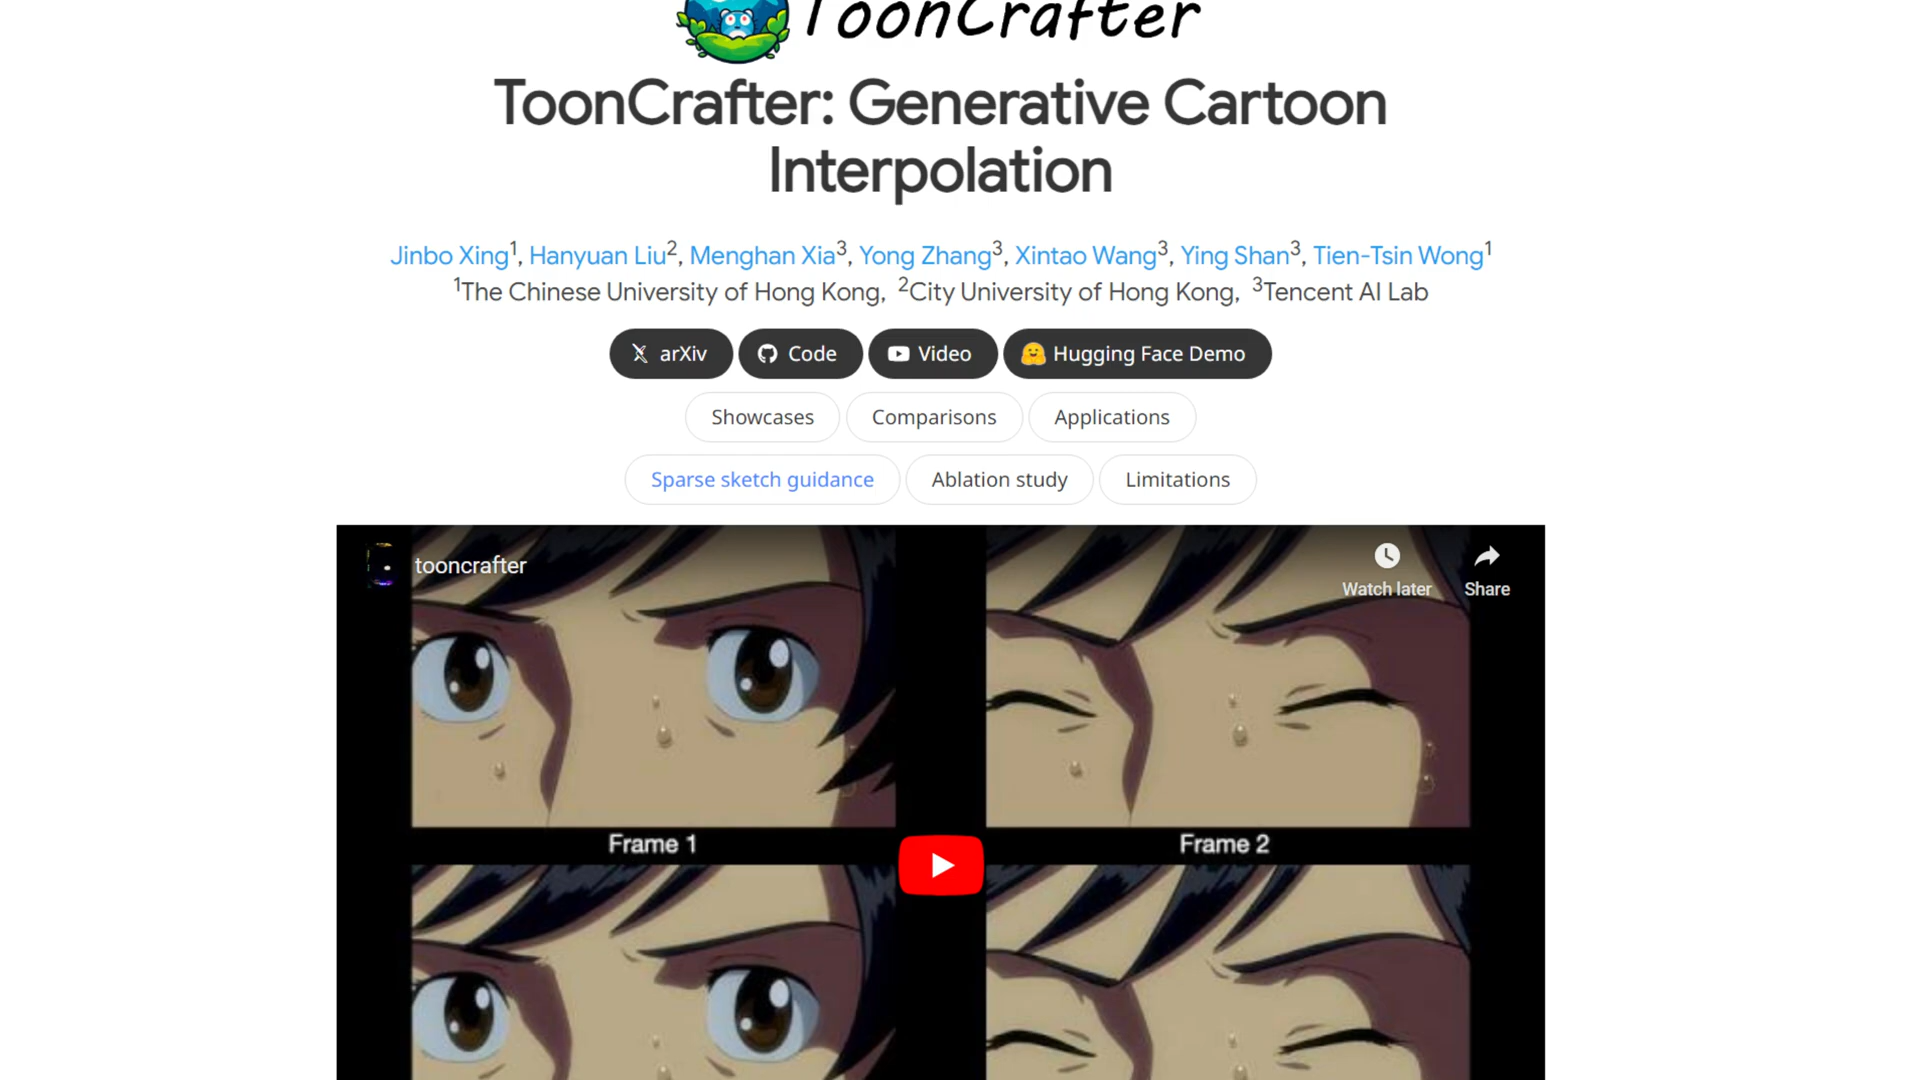 ToonCrafter
ToonCrafter: Generative Cartoon
Interpolation
Jinbo Xing1, Hanyuan Liu2, Menghan Xia3, Yong Zhang3, Xintao Wang3, Ying Shan3, Tien-Tsin Wong1
1The Chinese University of Hong Kong, 2City University of Hong Kong, 3Tencent AI Lab
arXiv Code Video Hugging Face Demo
Showcases Comparisons Applications
Sparse sketch guidance Ablation study Limitations
tooncrafter
Watch later Share
Frame 1 Frame 2